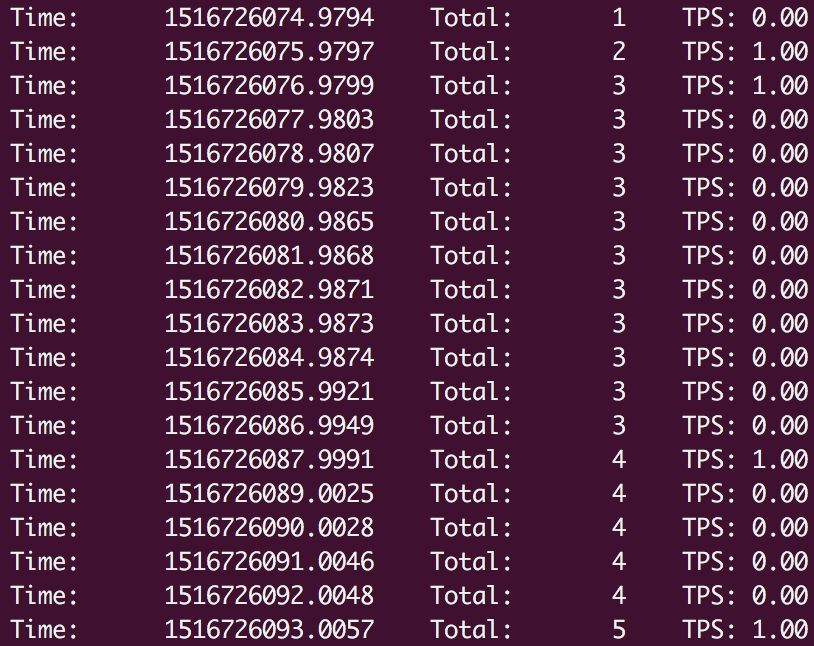 Time: 1516726074.9794 Total: 1 TPS: 0.00
Time: 1516726075.9797 Total: 2 TPS: 1.00
Time: 1516726076.9799 Total: 3 TPS: 1.00
Time: 1516726077.9803 Total: 3 TPS: 0.00
Time: 1516726078.9807 Total: 3 TPS: 0.00
Time: 1516726079.9823 Total: 3 TPS: 0.00
Time: 1516726080.9865 Total: 3 TPS: 0.00
Time: 1516726081.9868 Total: 3 TPS: 0.00
Time: 1516726082.9871 Total: 3 TPS: 0.00
Time: 1516726083.9873 Total: 3 TPS: 0.00
Time: 1516726084.9874 Total: 3 TPS: 0.00
Time: 1516726085.9921 Total: 3 TPS: 0.00
Time: 1516726086.9949 Total: 3 TPS: 0.00
Time: 1516726087.9991 Total: 4 TPS: 1.00
Time: 1516726089.0025 Total: 4 TPS: 0.00
Time: 1516726090.0028 Total: 4 TPS: 0.00
Time: 1516726091.0046 Total: 4 TPS: 0.00
Time: 1516726092.0048 Total: 4 TPS: 0.00
Time: 1516726093.0057 Total: 5 TPS: 1.00